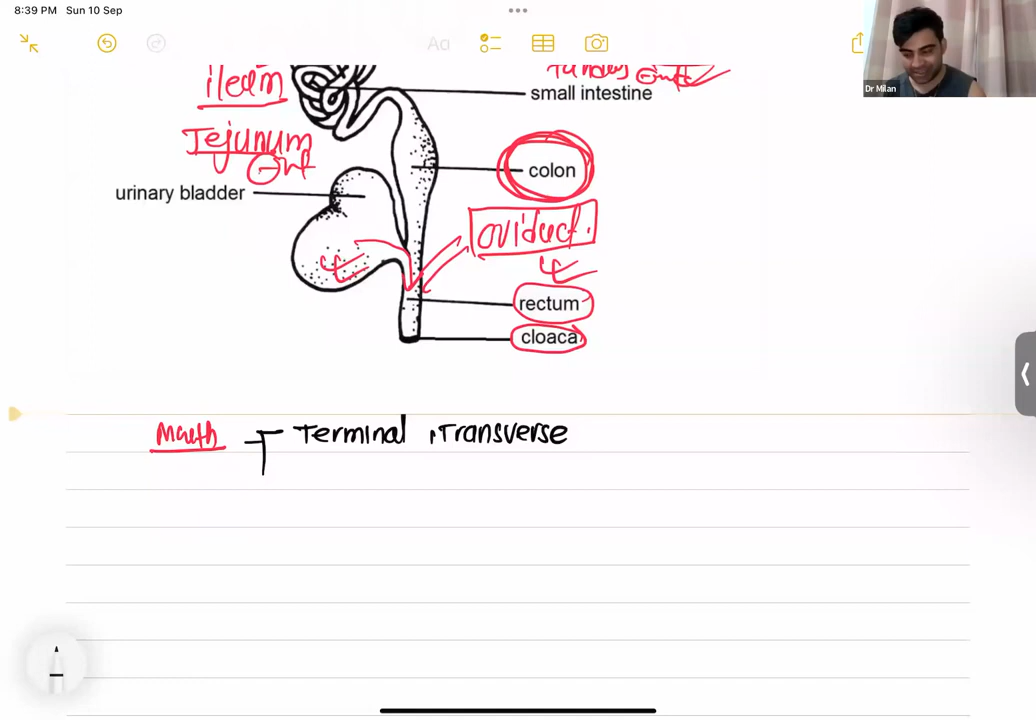 8:39 PM Sun 10 Sep
Aa
Dr Milan
ileum
small intestine
Jejunum
colon
urinary bladder
oviduct.
rectum
cloaca
Mouth Terminal, Transverse